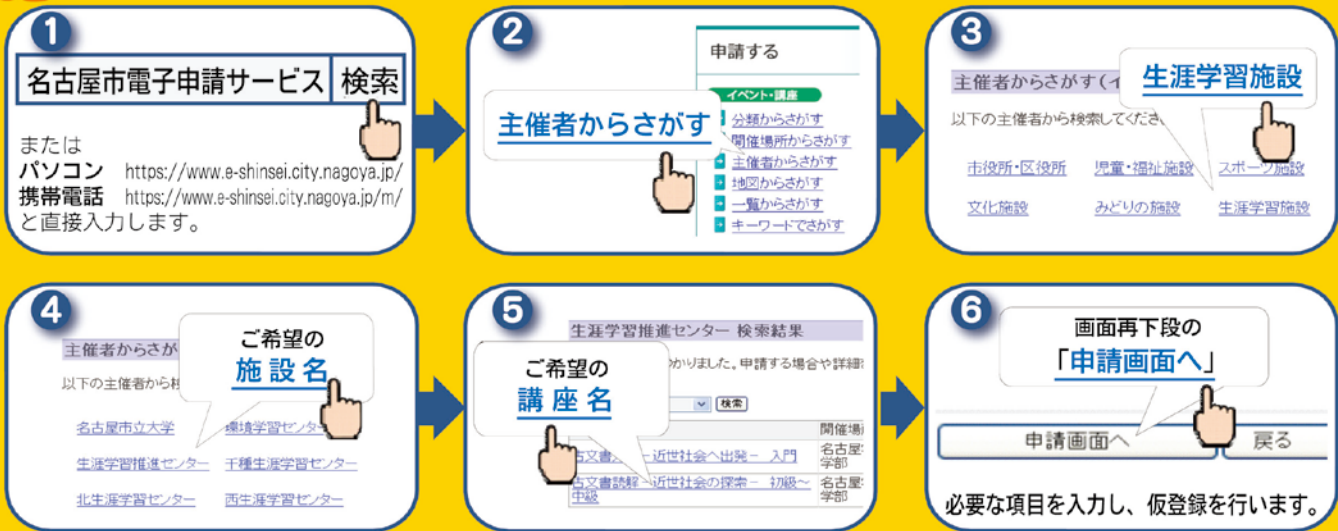 1
名古屋市電子申請サービス 検索
または
パソコン https://www.e-shinsei.city.nagoya.jp/
携帯電話 https://www.e-shinsei.city.nagoya.jp/m/
と直接入力します。
2
申請する
イベント・講座
主催者からさがす
分類からさがす
開催場所からさがす
主催者からさがす
地図からさがす
一覧からさがす
キーワードでさがす
3
生涯学習施設
主催者からさがす(イ
以下の主催者から検索してくださ
市役所・区役所 児童・福祉施設 スポーツ施設
文化施設 みどりの施設 生涯学習施設
4
ご希望の
施設名
主催者からさが
以下の主催者から検
名古屋市立大学 環境学習センター
生涯学習推進センター 千種生涯学習センター
北生涯学習センター 西生涯学習センター
5
生涯学習推進センター 検索結果
ご希望の
講座名
つかりました。申請する場合や詳細
検索
開催場所
古文書 －近世社会へ出発－ 入門 名古屋
学部
古文書読解 －近世社会の探索－ 初級～ 名古屋
中級 学部
6
画面再下段の
「申請画面へ」
申請画面へ 戻る
必要な項目を入力し、仮登録を行います。